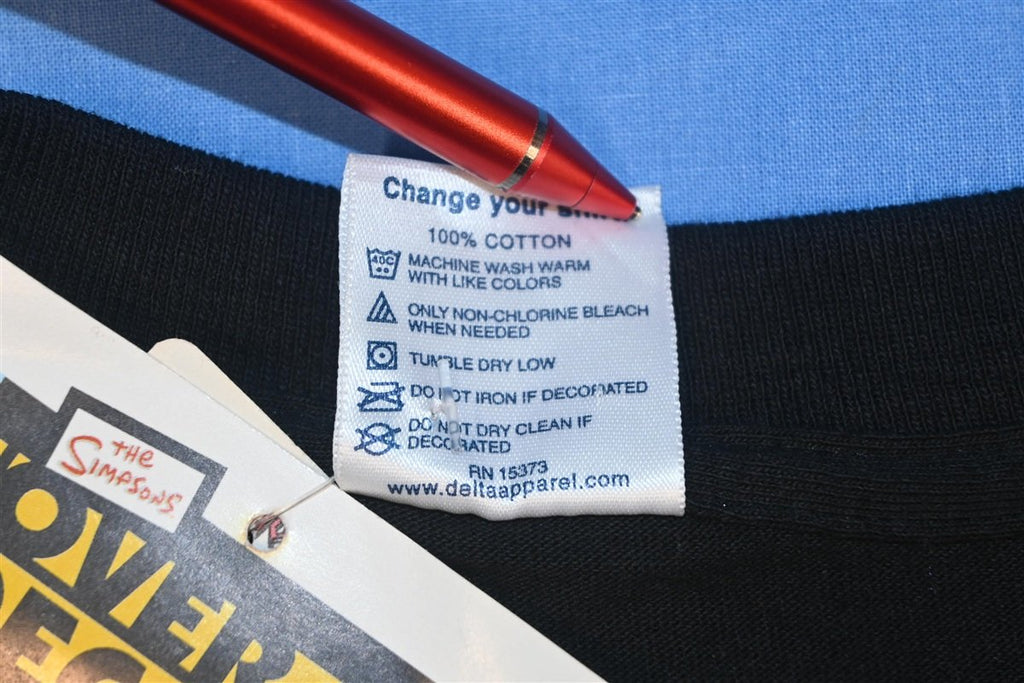 Change your
100% COTTON
40C
MACHINE WASH WARM
WITH LIKE COLORS
ONLY NON-CHLORINE BLEACH
WHEN NEEDED
TUMBLE DRY LOW
DO NOT IRON IF DECORATED
DO NOT DRY CLEAN IF
DECORATED
RN 15373
www.deltaapparel.com
THE
SIMPSONS